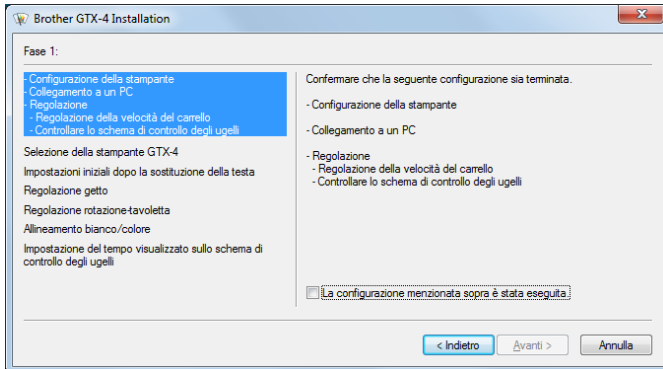 Brother GTX-4 Installation
Fase 1:
- Configurazione della stampante
- Collegamento a un PC
- Regolazione
- Regolazione della velocità del carrello
- Controllare lo schema di controllo degli ugelli
Selezione della stampante GTX-4
Impostazioni iniziali dopo la sostituzione della testa
Regolazione getto
Regolazione rotazione-tavoletta
Allineamento bianco/colore
Impostazione del tempo visualizzato sullo schema di
controllo degli ugelli
Confermare che la seguente configurazione sia terminata.
- Configurazione della stampante
- Collegamento a un PC
- Regolazione
- Regolazione della velocità del carrello
- Controllare lo schema di controllo degli ugelli
La configurazione menzionata sopra è stata eseguita.
< Indietro
Avanti >
Annulla